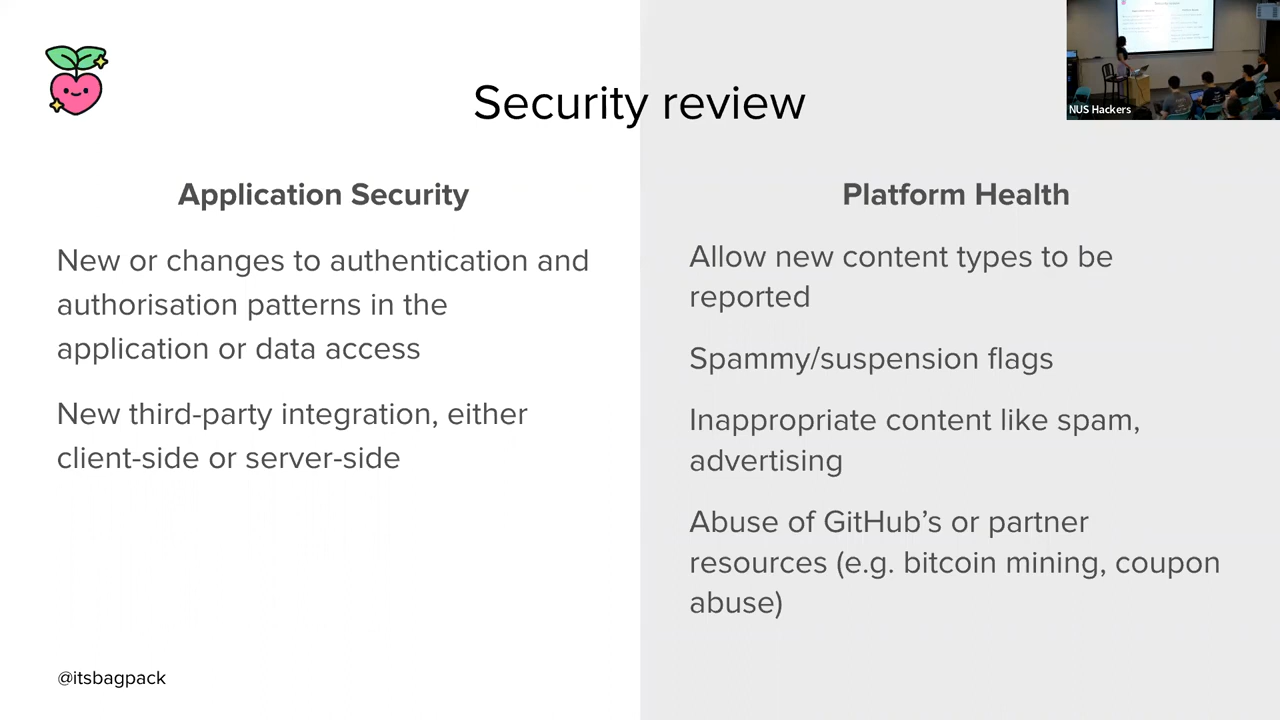 Security review
NUS Hackers
Application Security
New or changes to authentication and
authorisation patterns in the
application or data access
New third-party integration, either
client-side or server-side
Platform Health
Allow new content types to be
reported
Spammy/suspension flags
Inappropriate content like spam,
advertising
Abuse of GitHub’s or partner
resources (e.g. bitcoin mining, coupon
abuse)
@itsbagpack